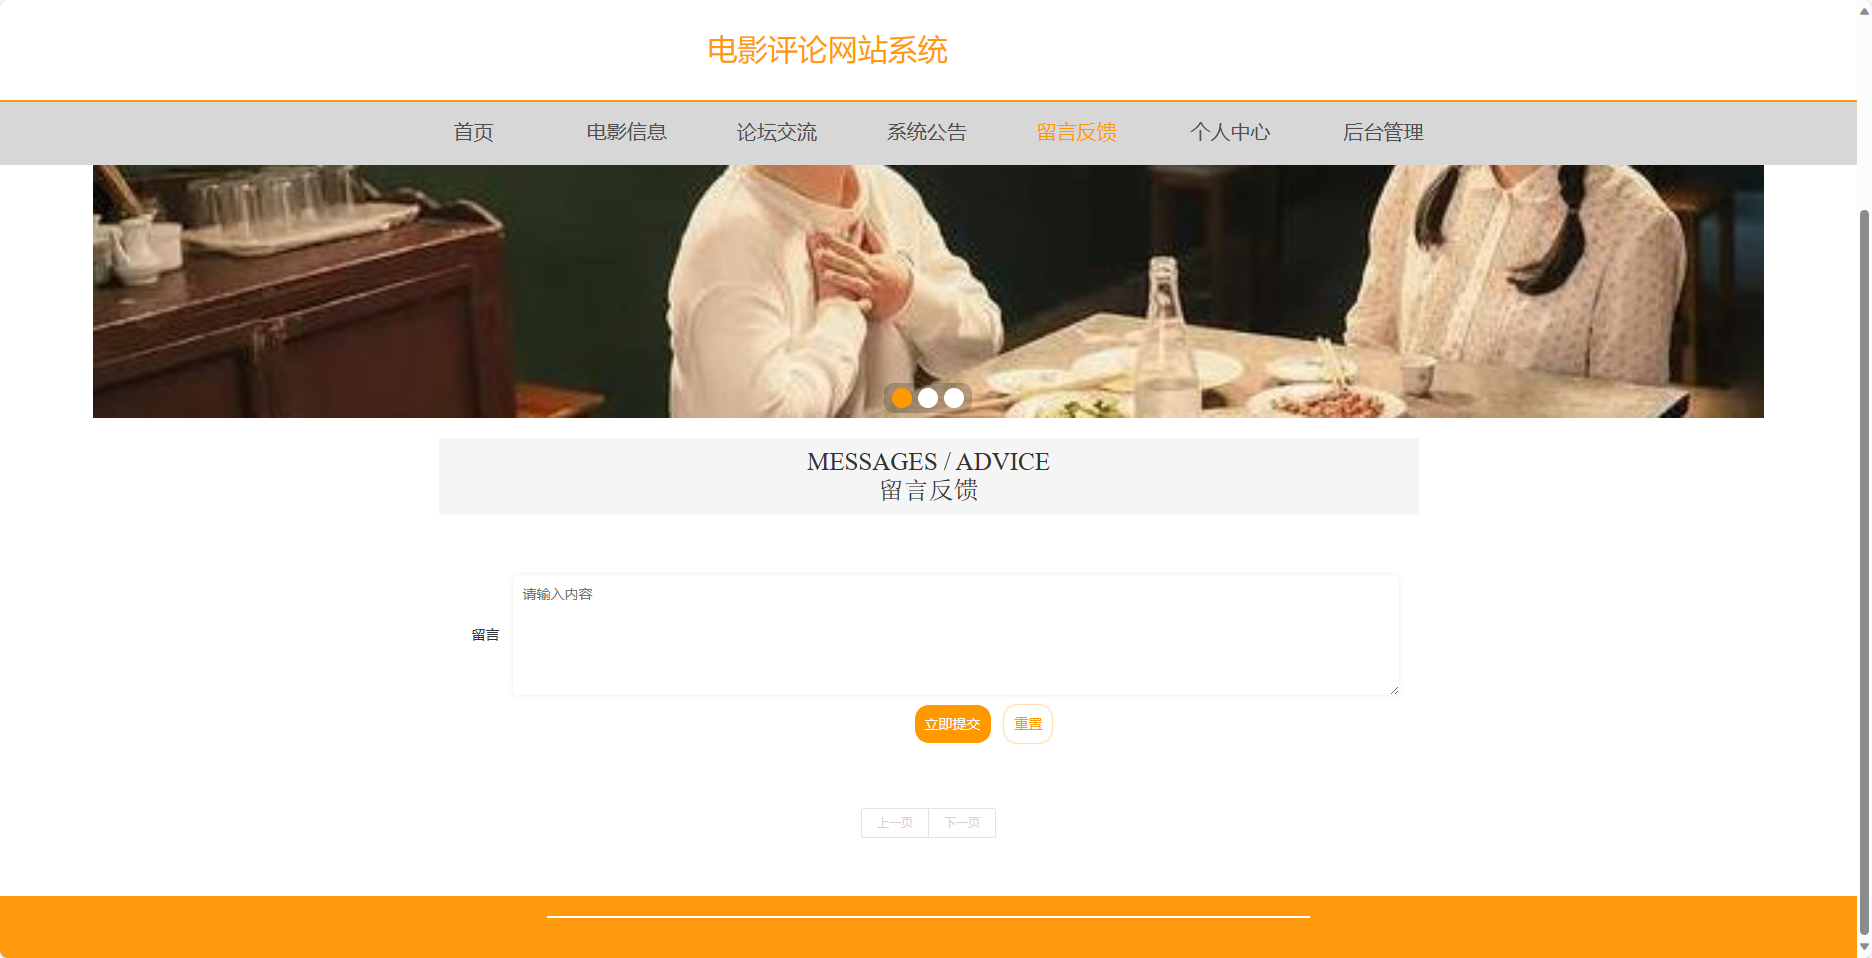 电影评论网站系统
首页 电影信息 论坛交流 系统公告 留言反馈 个人中心 后台管理
MESSAGES / ADVICE
留言反馈
请输入内容
留言
立即提交 重置
上一页 下一页